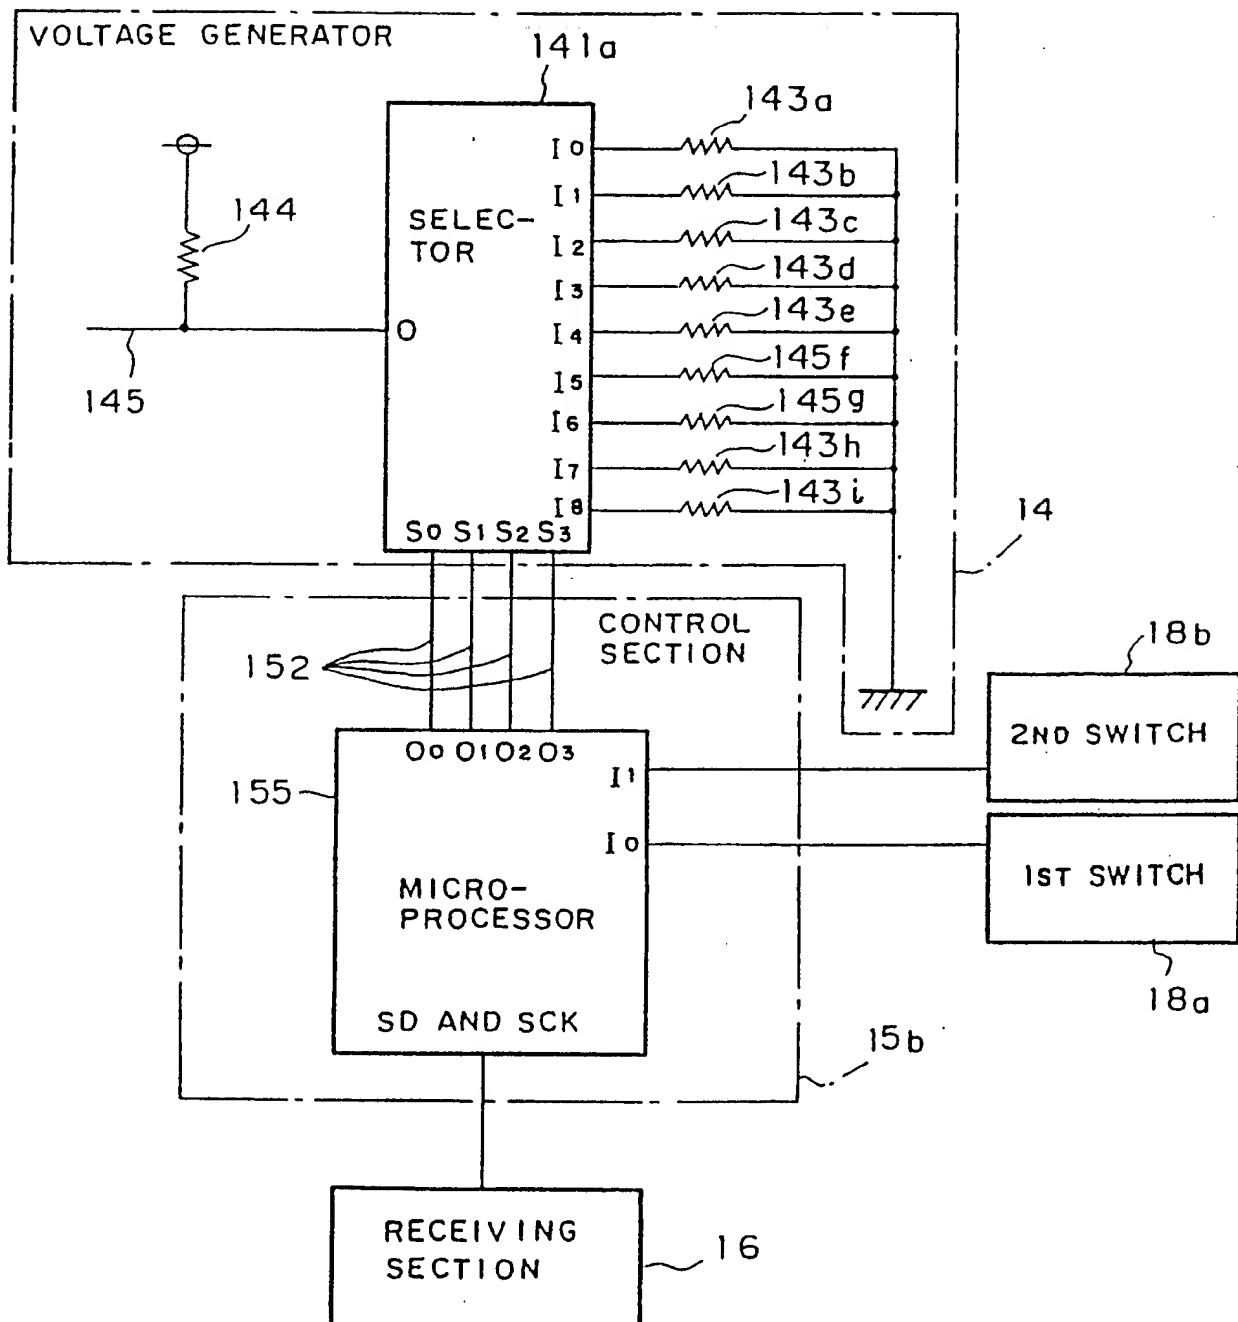 VOLTAGE GENERATOR
141a
143a
I0
143b
I1
144
SELEC-
TOR
143c
I2
143d
I3
143e
O
I4
145f
I5
145
145g
I6
143h
I7
143i
I8
S0 S1 S2 S3
14
CONTROL
SECTION
152
18b
2ND SWITCH
O0 O1 O2 O3
155
I1
I0
1ST SWITCH
MICRO-
PROCESSOR
18a
SD AND SCK
15b
RECEIVING
SECTION
16